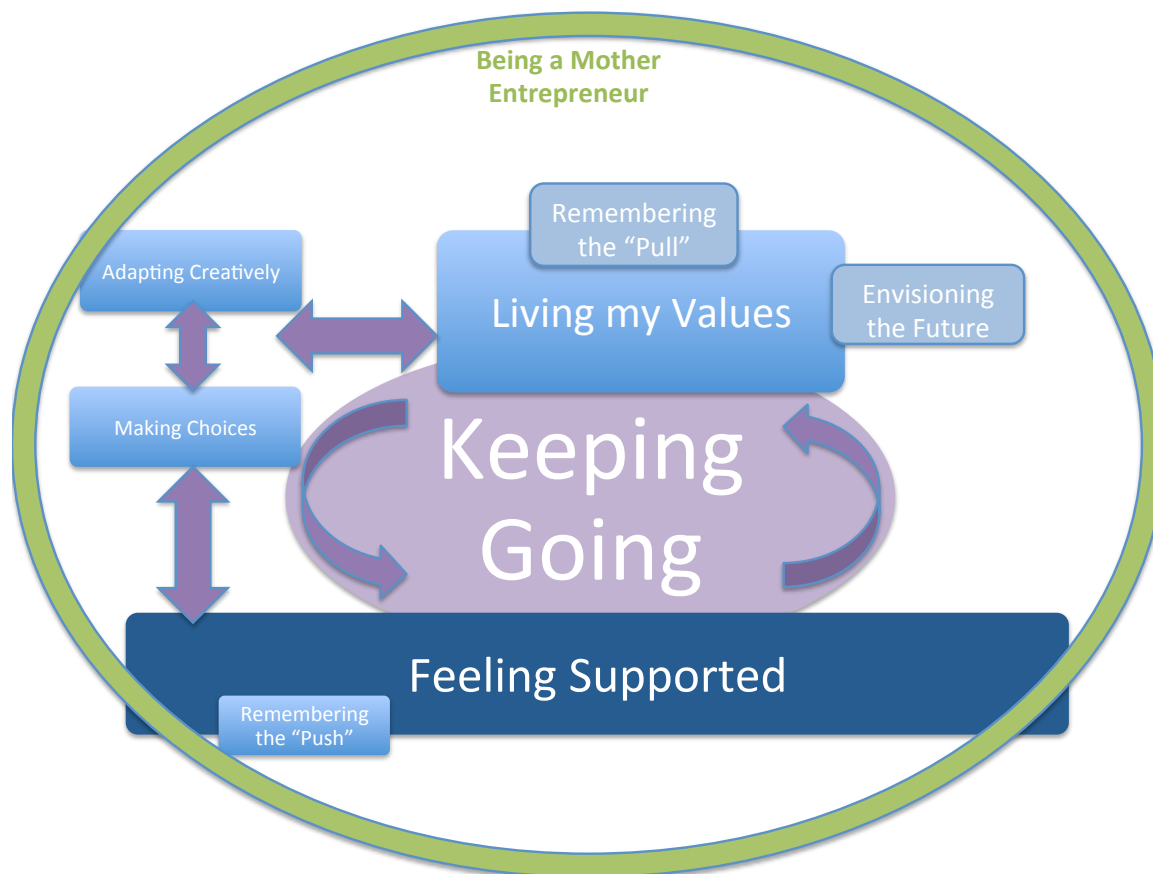 Being a Mother
Entrepreneur
Remembering
the “Pull”
Adapting Creatively
Living my Values
Envisioning
the Future
Making Choices
Keeping
Going
Feeling Supported
Remembering
the “Push”